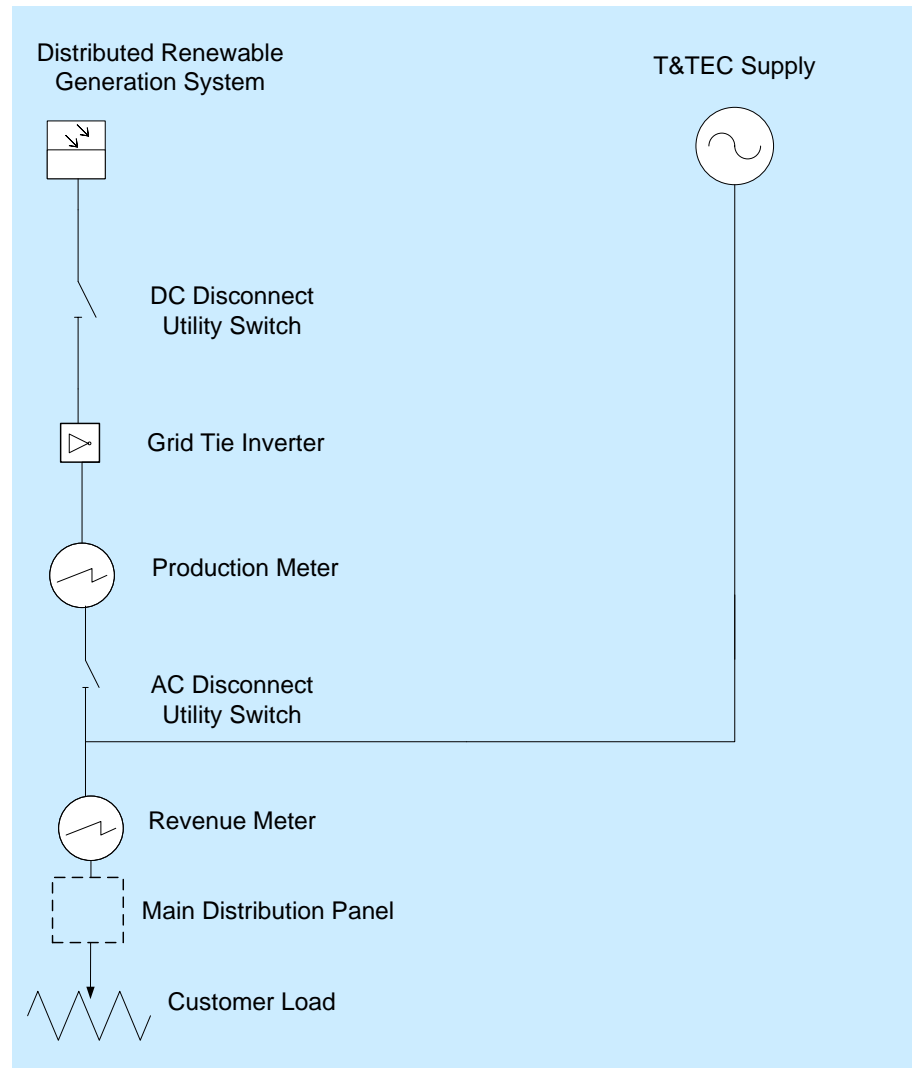 Distributed Renewable
Generation System
T&TEC Supply
DC Disconnect
Utility Switch
Grid Tie Inverter
Production Meter
AC Disconnect
Utility Switch
Revenue Meter
Main Distribution Panel
Customer Load